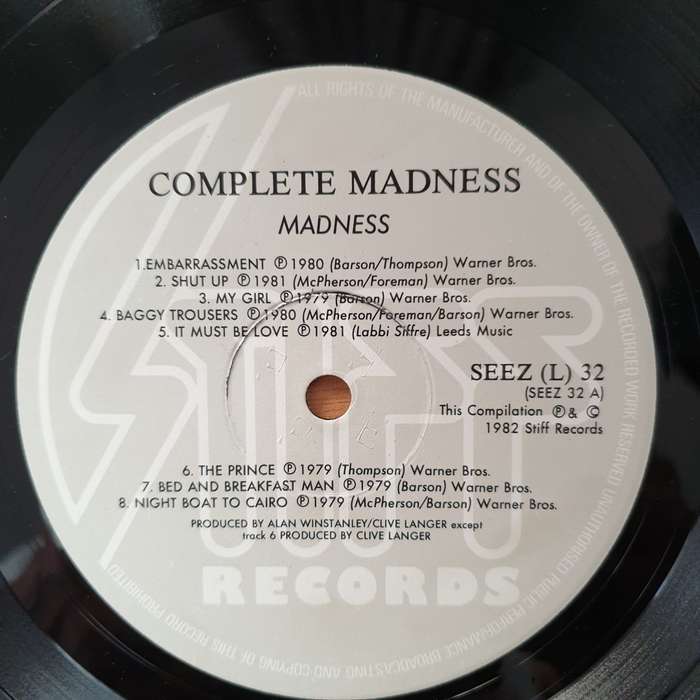 COMPLETE MADNESS
MADNESS
1.EMBARRASSMENT ℗ 1980 (Barson/Thompson) Warner Bros.
2. SHUT UP ℗ 1981 (McPherson/Foreman) Warner Bros.
3. MY GIRL ℗ 1979 (Barson) Warner Bros.
4. BAGGY TROUSERS ℗ 1980 (McPherson/Foreman/Barson) Warner Bros.
5. IT MUST BE LOVE ℗ 1981 (Labbi Siffre) Leeds Music
SEEZ (L) 32
(SEEZ 32 A)
This Compilation ℗ & ©
1982 Stiff Records
6. THE PRINCE ℗ 1979 (Thompson) Warner Bros.
7. BED AND BREAKFAST MAN ℗ 1979 (Barson) Warner Bros.
8. NIGHT BOAT TO CAIRO ℗ 1979 (McPherson/Barson) Warner Bros.
PRODUCED BY ALAN WINSTANLEY/CLIVE LANGER except
track 6 PRODUCED BY CLIVE LANGER
STIFF
RECORDS
ALL RIGHTS OF THE MANUFACTURER AND OF THE OWNER OF THE RECORDED WORK RESERVED UNAUTHORISED PUBLIC PERFORMANCE BROADCASTING AND COPYING OF THIS RECORD PROHIBITED